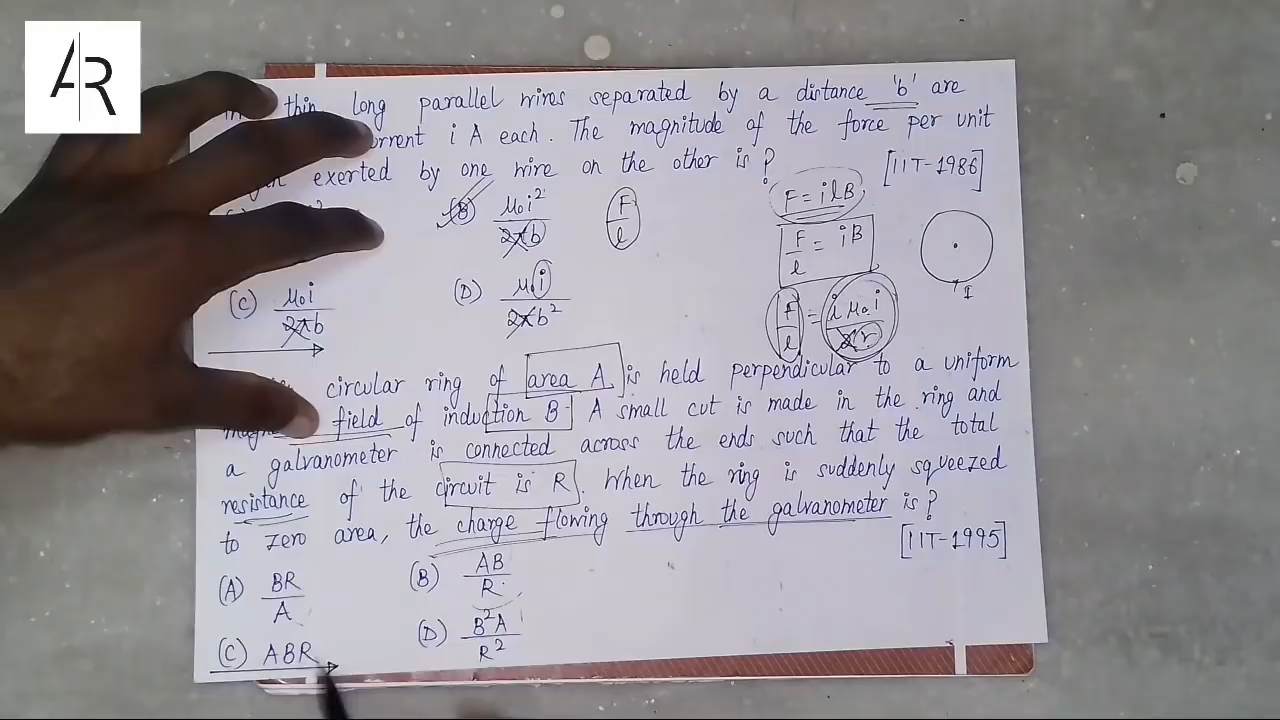 AR
thin long parallel wires separated by a distance 'b' are
current i A each. The magnitude of the force per unit
exerted by one wire on the other is ?
[IIT-1986]
(B) μ₀i²/2πb
F/l
F = ilB
F/l = iB
(C) μ₀i/2πb
(D) μ₀i/2πb²
F/l = i μ₀ i/2r
I
circular ring of area A is held perpendicular to a uniform
field of induction B. A small cut is made in the ring and
a galvanometer is connected across the ends such that the total
resistance of the circuit is R. When the ring is suddenly squeezed
to zero area, the charge flowing through the galvanometer is ?
[IIT-1995]
(A) BR/A
(B) AB/R
(C) ABR
(D) B²A/R²